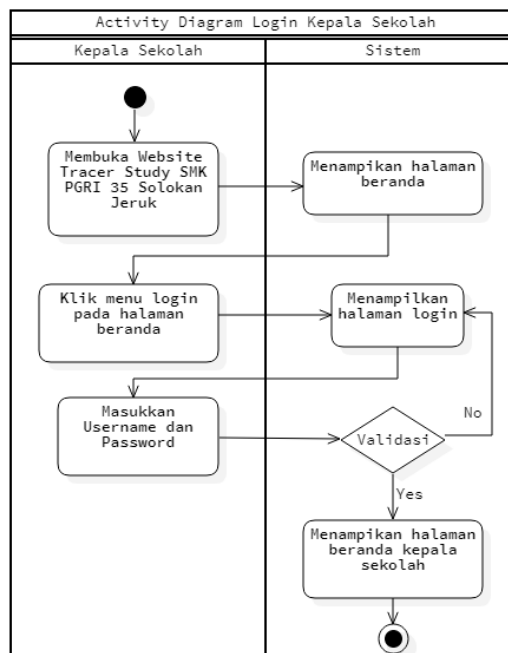 Activity Diagram Login Kepala Sekolah
Kepala Sekolah
Sistem
Membuka Website
Tracer Study SMK
PGRI 35 Solokan
Jeruk
Menampikan halaman
beranda
Klik menu login
pada halaman
beranda
Menampilkan
halaman login
Masukkan
Username dan
Password
Validasi
No
Yes
Menampikan halaman
beranda kepala
sekolah